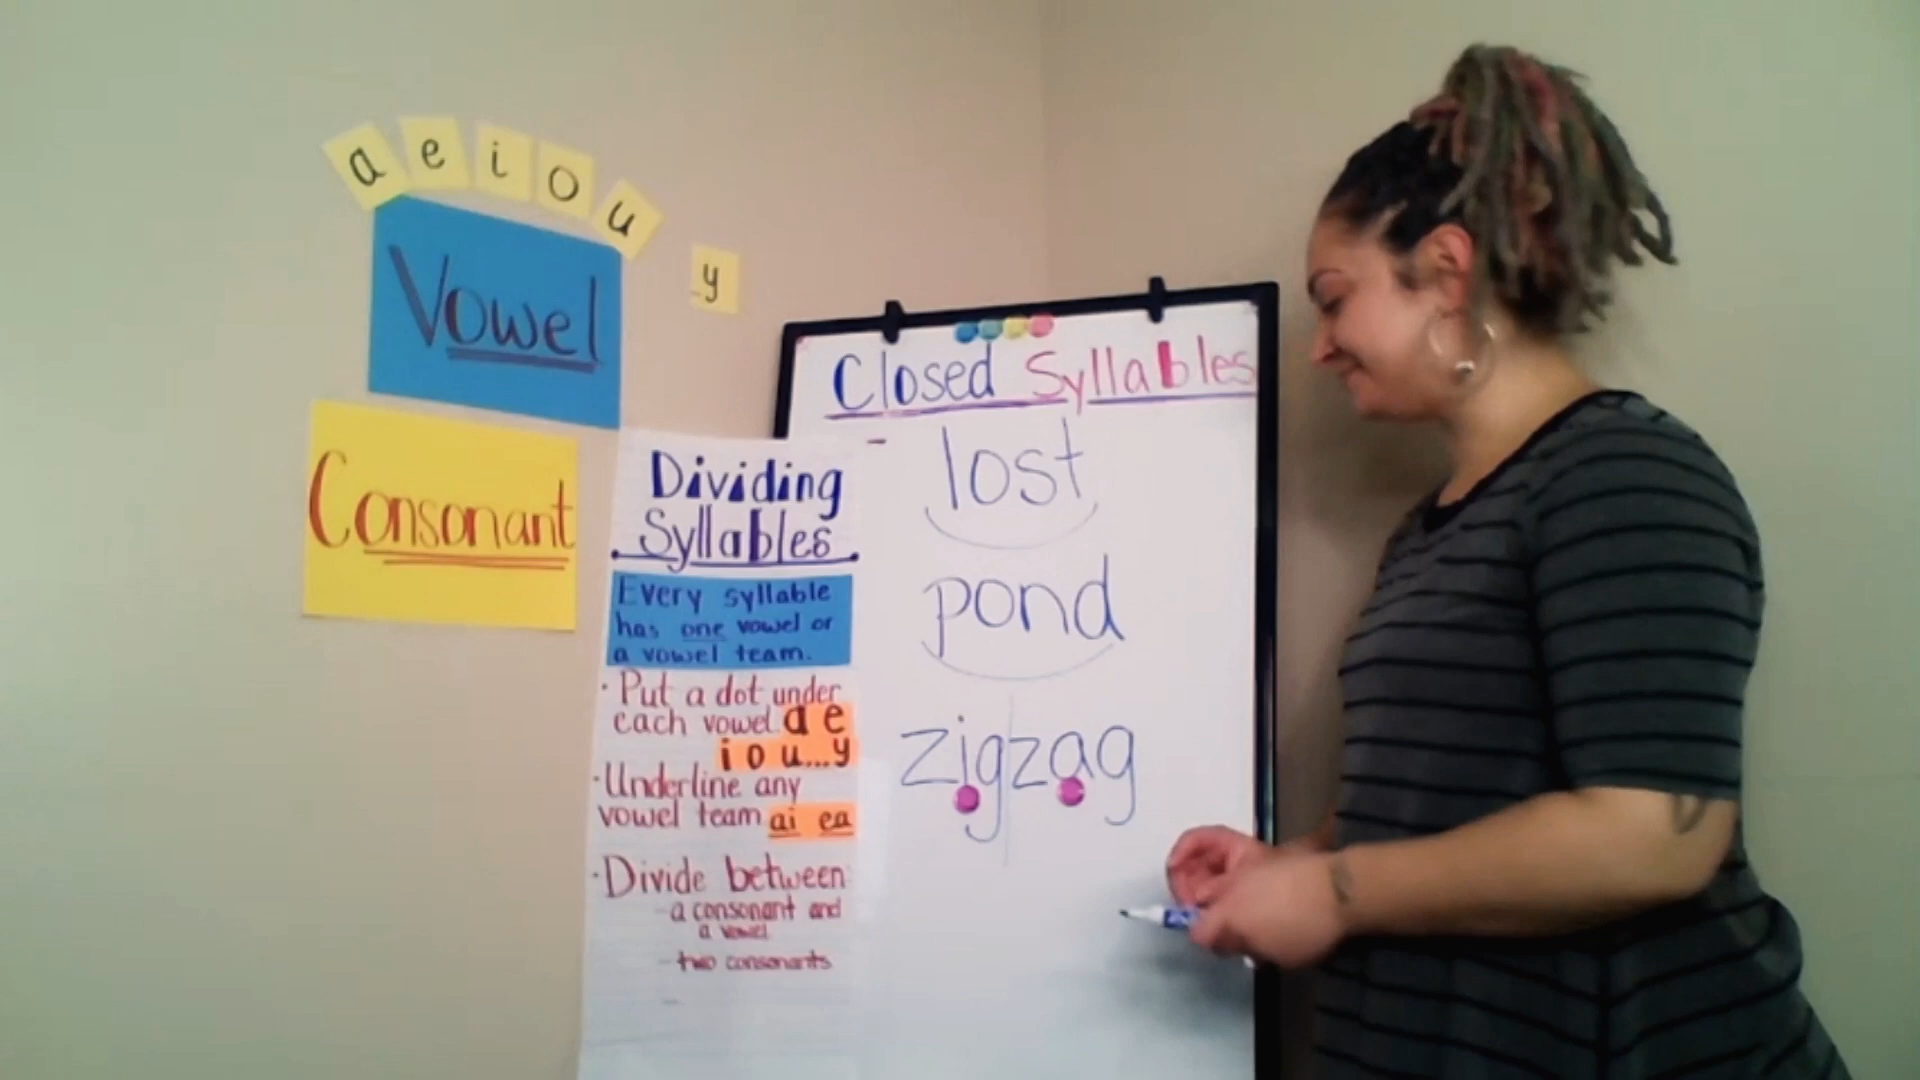 a e i o u
y
Vowel
Consonant
Dividing
Syllables
Every syllable
has one vowel or
a vowel team.
· Put a dot under
each vowel a e
i o u...y
· Underline any
vowel team ai ea
· Divide between
- a consonant and
a vowel
- two consonants
-
Closed Syllables
lost
pond
zigzag